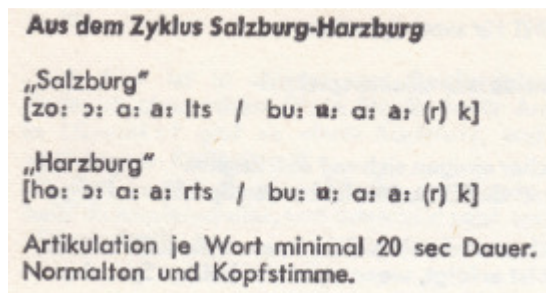 Aus dem Zyklus Salzburg-Harzburg
„Salzburg"
[zo: ɔ: ɑ: a: lts / bu: u: ɑ: a: (r) k]
„Harzburg"
[ho: ɔ: ɑ: a: rts / bu: u: ɑ: a: (r) k]
Artikulation je Wort minimal 20 sec Dauer.
Normalton und Kopfstimme.